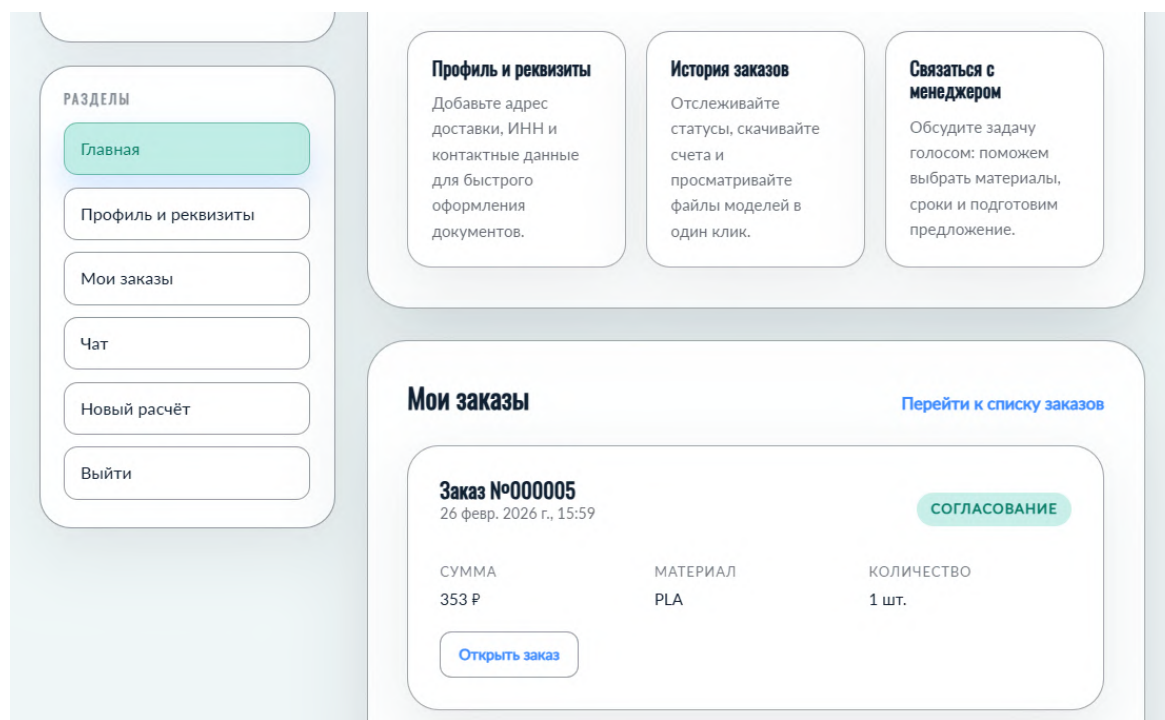 РАЗДЕЛЫ
Главная
Профиль и реквизиты
Мои заказы
Чат
Новый расчёт
Выйти
Профиль и реквизиты
Добавьте адрес
доставки, ИНН и
контактные данные
для быстрого
оформления
документов.
История заказов
Отслеживайте
статусы, скачивайте
счета и
просматривайте
файлы моделей в
один клик.
Связаться с
менеджером
Обсудите задачу
голосом: поможем
выбрать материалы,
сроки и подготовим
предложение.
Мои заказы
Перейти к списку заказов
Заказ №000005
26 февр. 2026 г., 15:59
СОГЛАСОВАНИЕ
СУММА
353 ₽
МАТЕРИАЛ
PLA
КОЛИЧЕСТВО
1 шт.
Открыть заказ